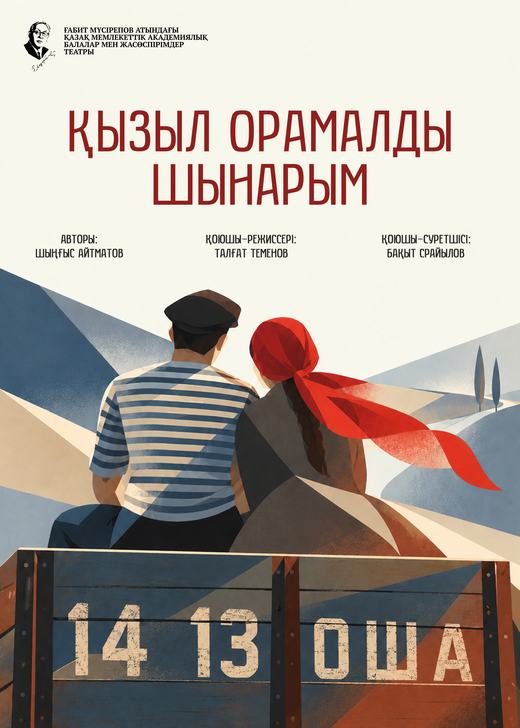 ҒАБИТ МҮСІРЕПОВ АТЫНДАҒЫ
ҚАЗАҚ МЕМЛЕКЕТТІК АКАДЕМИЯЛЫҚ
БАЛАЛАР МЕН ЖАСӨСПІРІМДЕР
ТЕАТРЫ
ҚЫЗЫЛ ОРАМАЛДЫ
ШЫНАРЫМ
АВТОРЫ:
ШЫҢҒЫС АЙТМАТОВ
ҚОЮШЫ-РЕЖИССЕРІ:
ТАЛҒАТ ТЕМЕНОВ
ҚОЮШЫ-СУРЕТШІСІ:
БАҚЫТ СРАЙЫЛОВ
14 13 ОША